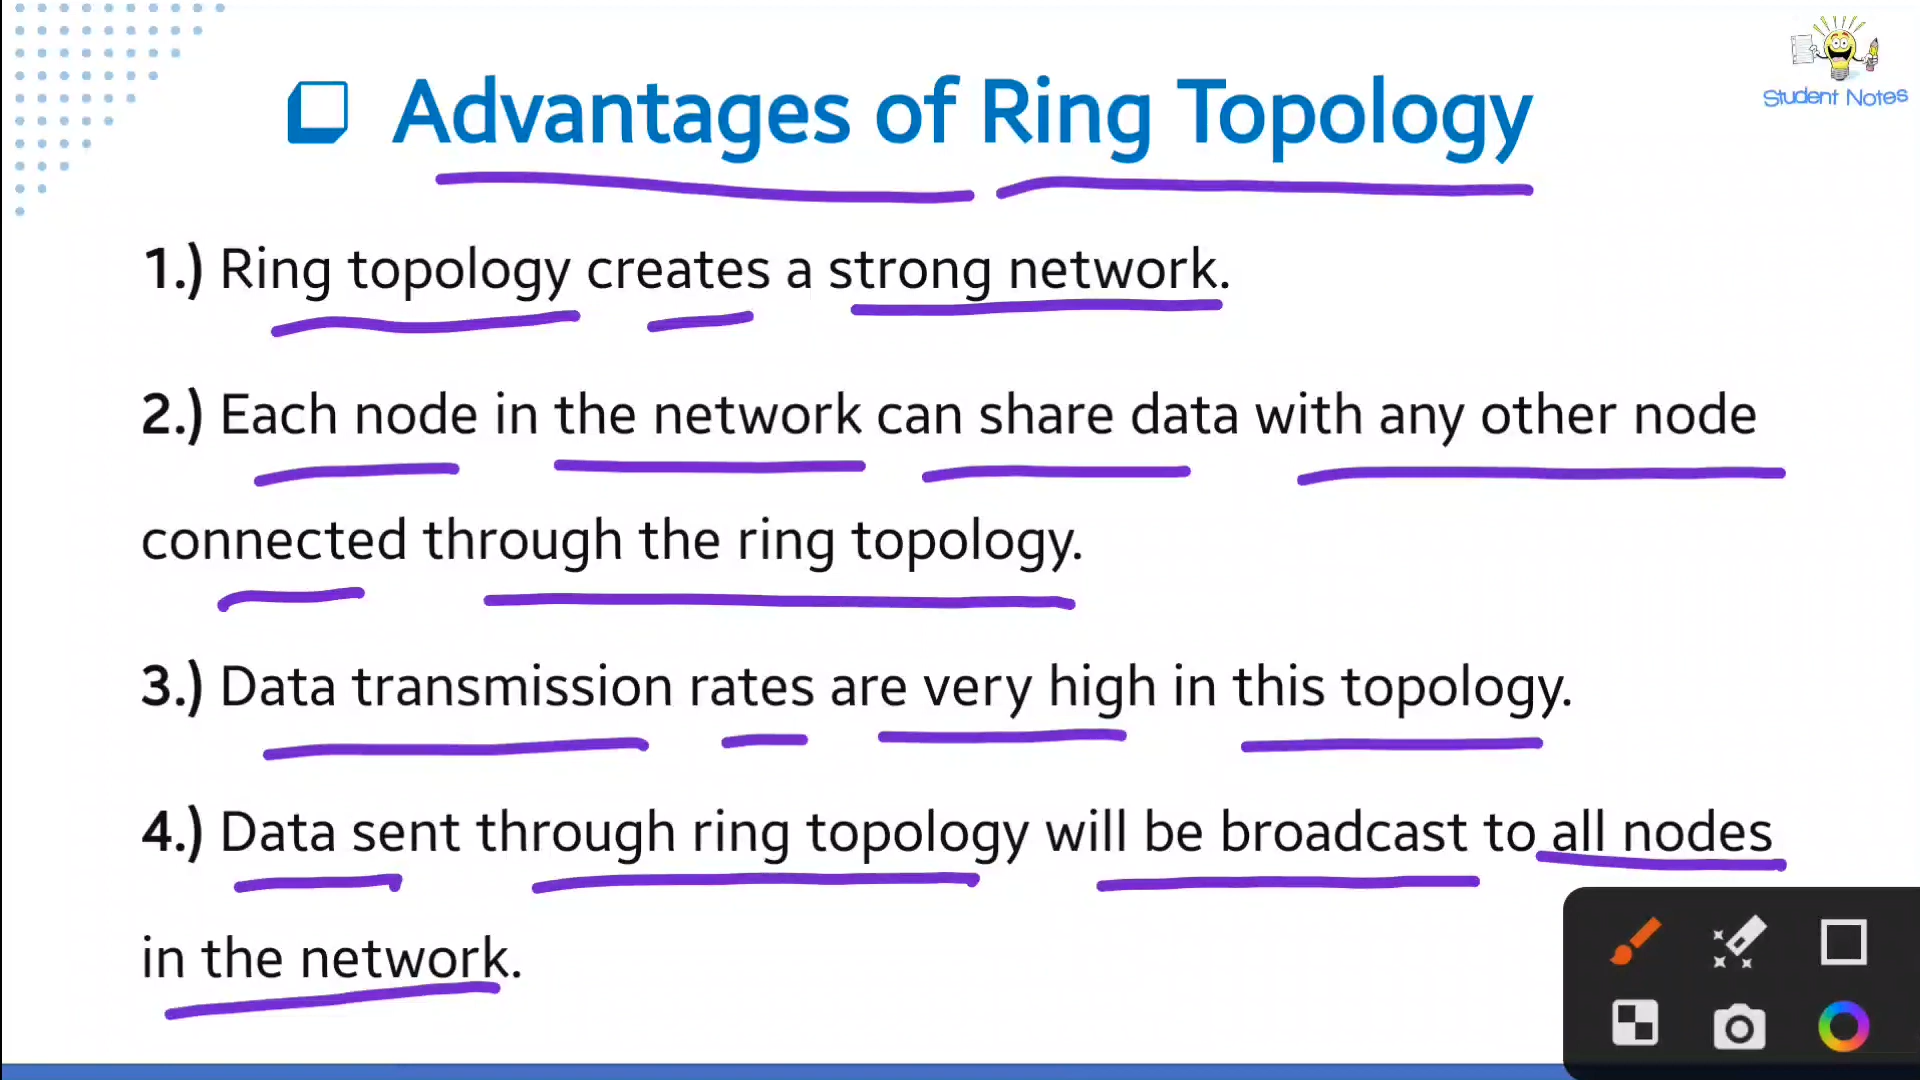 Student Notes
Advantages of Ring Topology
1.) Ring topology creates a strong network.
2.) Each node in the network can share data with any other node
connected through the ring topology.
3.) Data transmission rates are very high in this topology.
4.) Data sent through ring topology will be broadcast to all nodes
in the network.